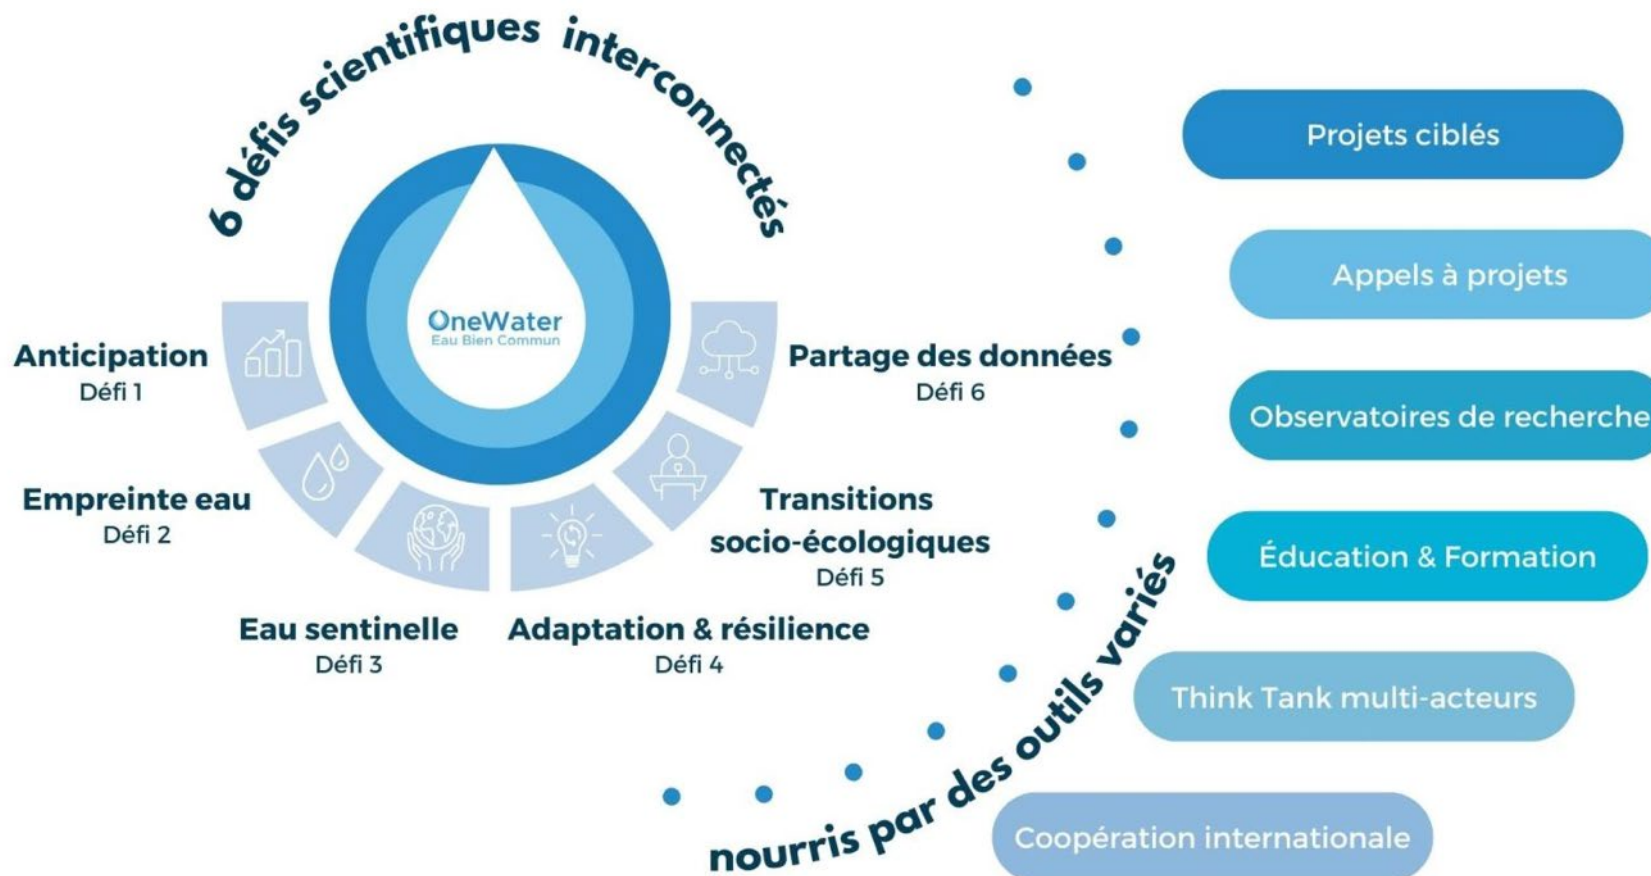 6 défis scientifiques interconnectés
OneWater
Eau Bien Commun
Anticipation
Défi 1
Empreinte eau
Défi 2
Eau sentinelle
Défi 3
Adaptation & résilience
Défi 4
Transitions
socio-écologiques
Défi 5
Partage des données
Défi 6
nourris par des outils variés
Projets ciblés
Appels à projets
Observatoires de recherche
Éducation & Formation
Think Tank multi-acteurs
Coopération internationale